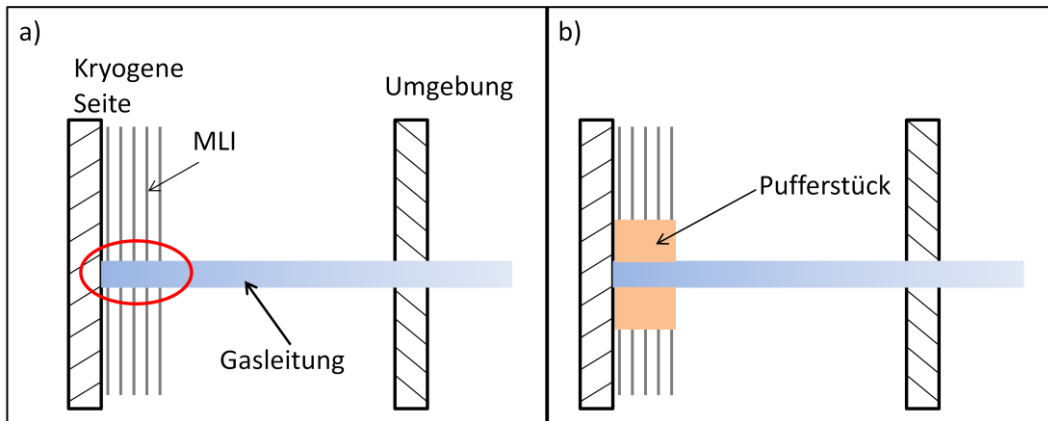 a)
Kryogene
Seite
Umgebung
MLI
Gasleitung
b)
Pufferstück